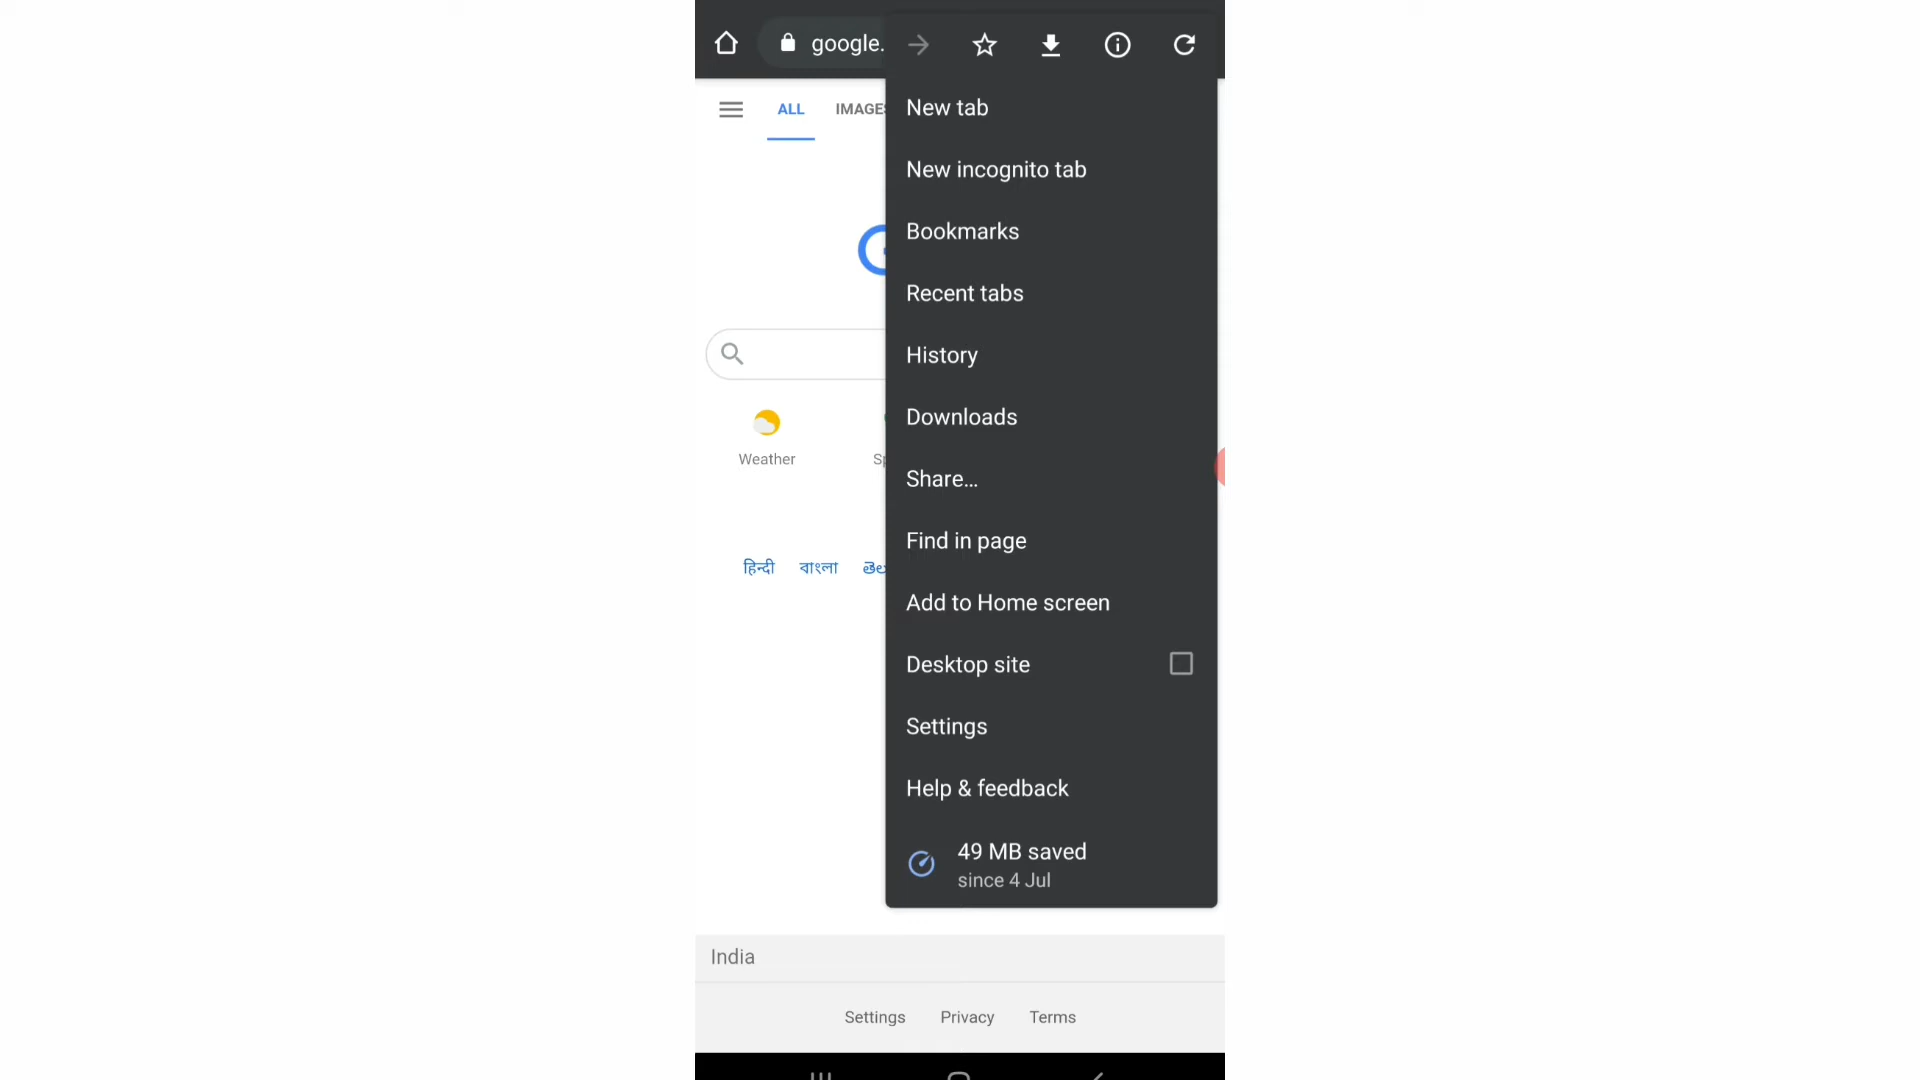 google.
ALL IMAGES
New tab
New incognito tab
Bookmarks
Recent tabs
History
Weather
Downloads
Share...
Find in page
हिन्दी বাংলা
Add to Home screen
Desktop site
Settings
Help & feedback
49 MB saved
since 4 Jul
India
Settings Privacy Terms